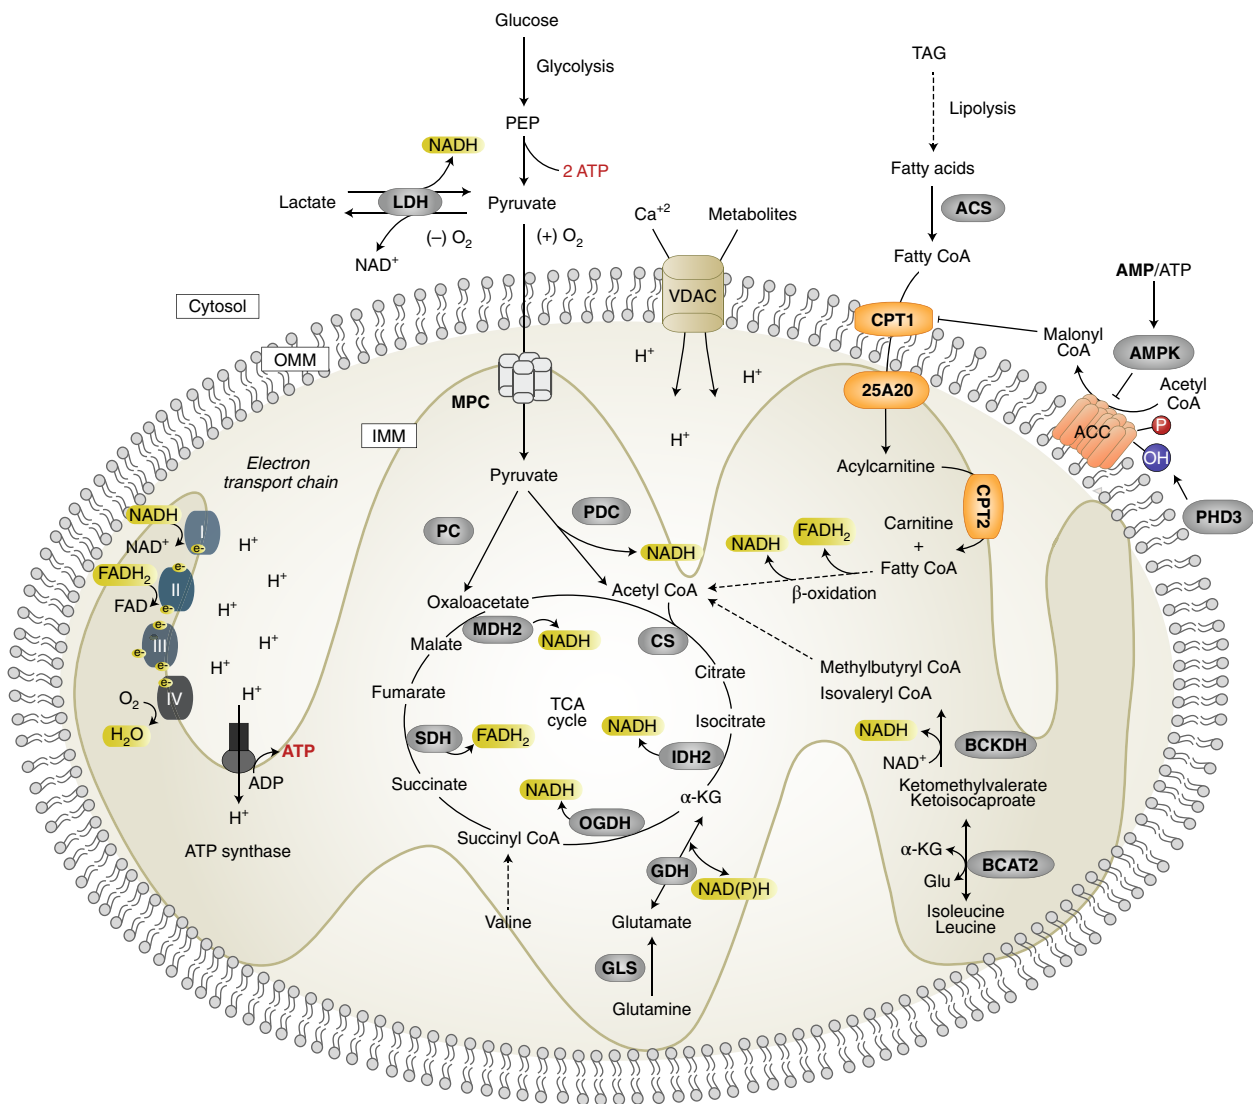 Glucose
Glycolysis
PEP
2 ATP
NADH
Lactate
LDH
Pyruvate
(–) O2
(+) O2
NAD+
Ca+2
Metabolites
VDAC
TAG
Lipolysis
Fatty acids
ACS
Fatty CoA
CPT1
25A20
AMP/ATP
AMPK
Malonyl
CoA
Acetyl
CoA
ACC
P
OH
PHD3
Cytosol
OMM
IMM
MPC
H+
H+
H+
Acylcarnitine
CPT2
Carnitine
+
Fatty CoA
FADH2
NADH
β-oxidation
Pyruvate
PC
PDC
NADH
Electron
transport chain
NADH
NAD+
I
e-
H+
FADH2
FAD
e-
II
e-
H+
H+
e-
III
e-
e-
H+
H+
e-
IV
O2
H2O
H+
ATP
ADP
H+
ATP synthase
Oxaloacetate
Acetyl CoA
MDH2
NADH
CS
Malate
Citrate
Fumarate
TCA
cycle
Isocitrate
SDH
FADH2
NADH
IDH2
Succinate
NADH
α-KG
OGDH
Succinyl CoA
GDH
NAD(P)H
Valine
Glutamate
GLS
Glutamine
Methylbutyryl CoA
Isovaleryl CoA
NADH
NAD+
BCKDH
Ketomethylvalerate
Ketoisocaproate
α-KG
Glu
BCAT2
Isoleucine
Leucine